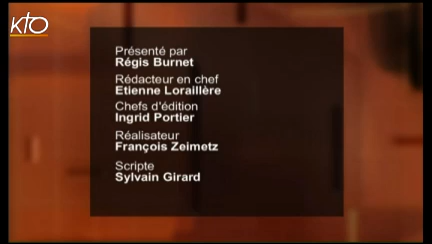 kto
Présenté par
Régis Burnet
Rédacteur en chef
Etienne Loraillère
Chefs d'édition
Ingrid Portier
Réalisateur
François Zeimetz
Scripte
Sylvain Girard